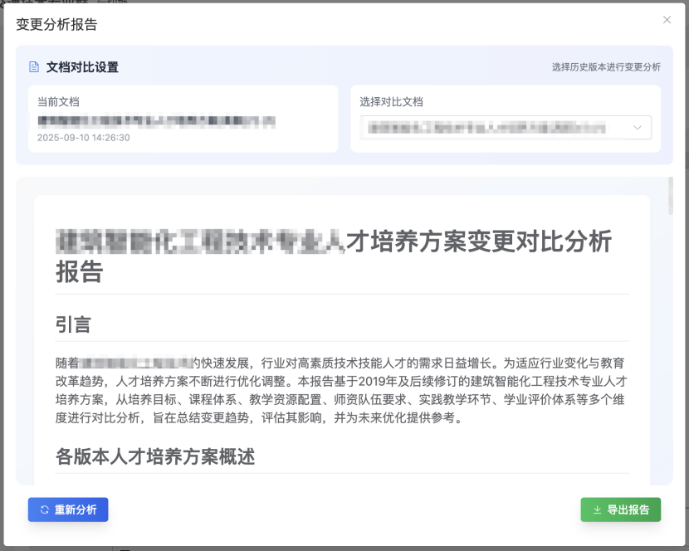 变更分析报告
文档对比设置
选择历史版本进行变更分析
当前文档
2025-09-10 14:26:30
选择对比文档
人才培养方案变更对比分析
报告
引言
随着的快速发展，行业对高素质技术技能人才的需求日益增长。为适应行业变化与教育
改革趋势，人才培养方案不断进行优化调整。本报告基于2019年及后续修订的建筑智能化工程技术专业人才
培养方案，从培养目标、课程体系、教学资源配置、师资队伍要求、实践教学环节、学业评价体系等多个维
度进行对比分析，旨在总结变更趋势，评估其影响，并为未来优化提供参考。
各版本人才培养方案概述
重新分析
导出报告